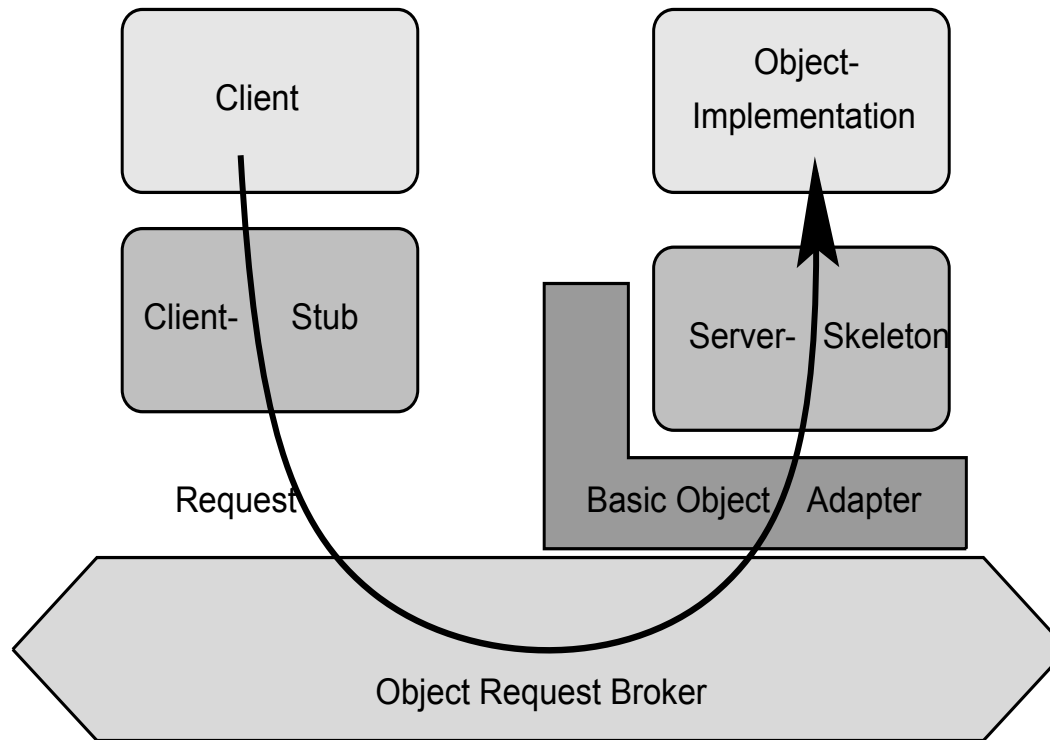 Client
Object-
Implementation
Client- Stub
Server- Skeleton
Request
Basic Object Adapter
Object Request Broker